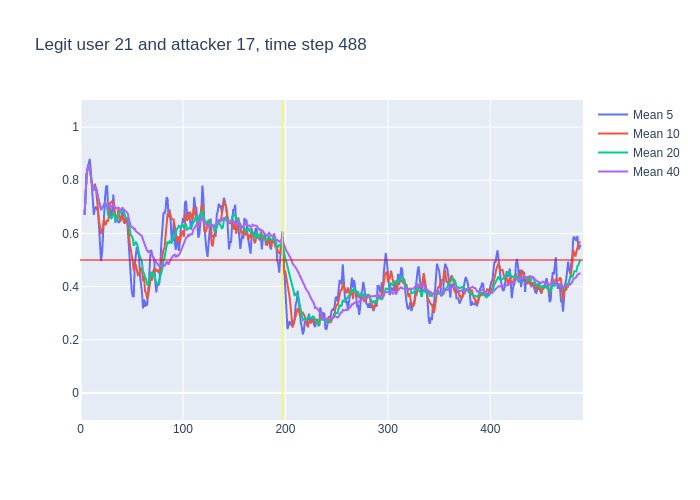 Legit user 21 and attacker 17, time step 488
Mean 5
Mean 10
Mean 20
Mean 40
1
0.8
0.6
0.4
0.2
0
0 100 200 300 400